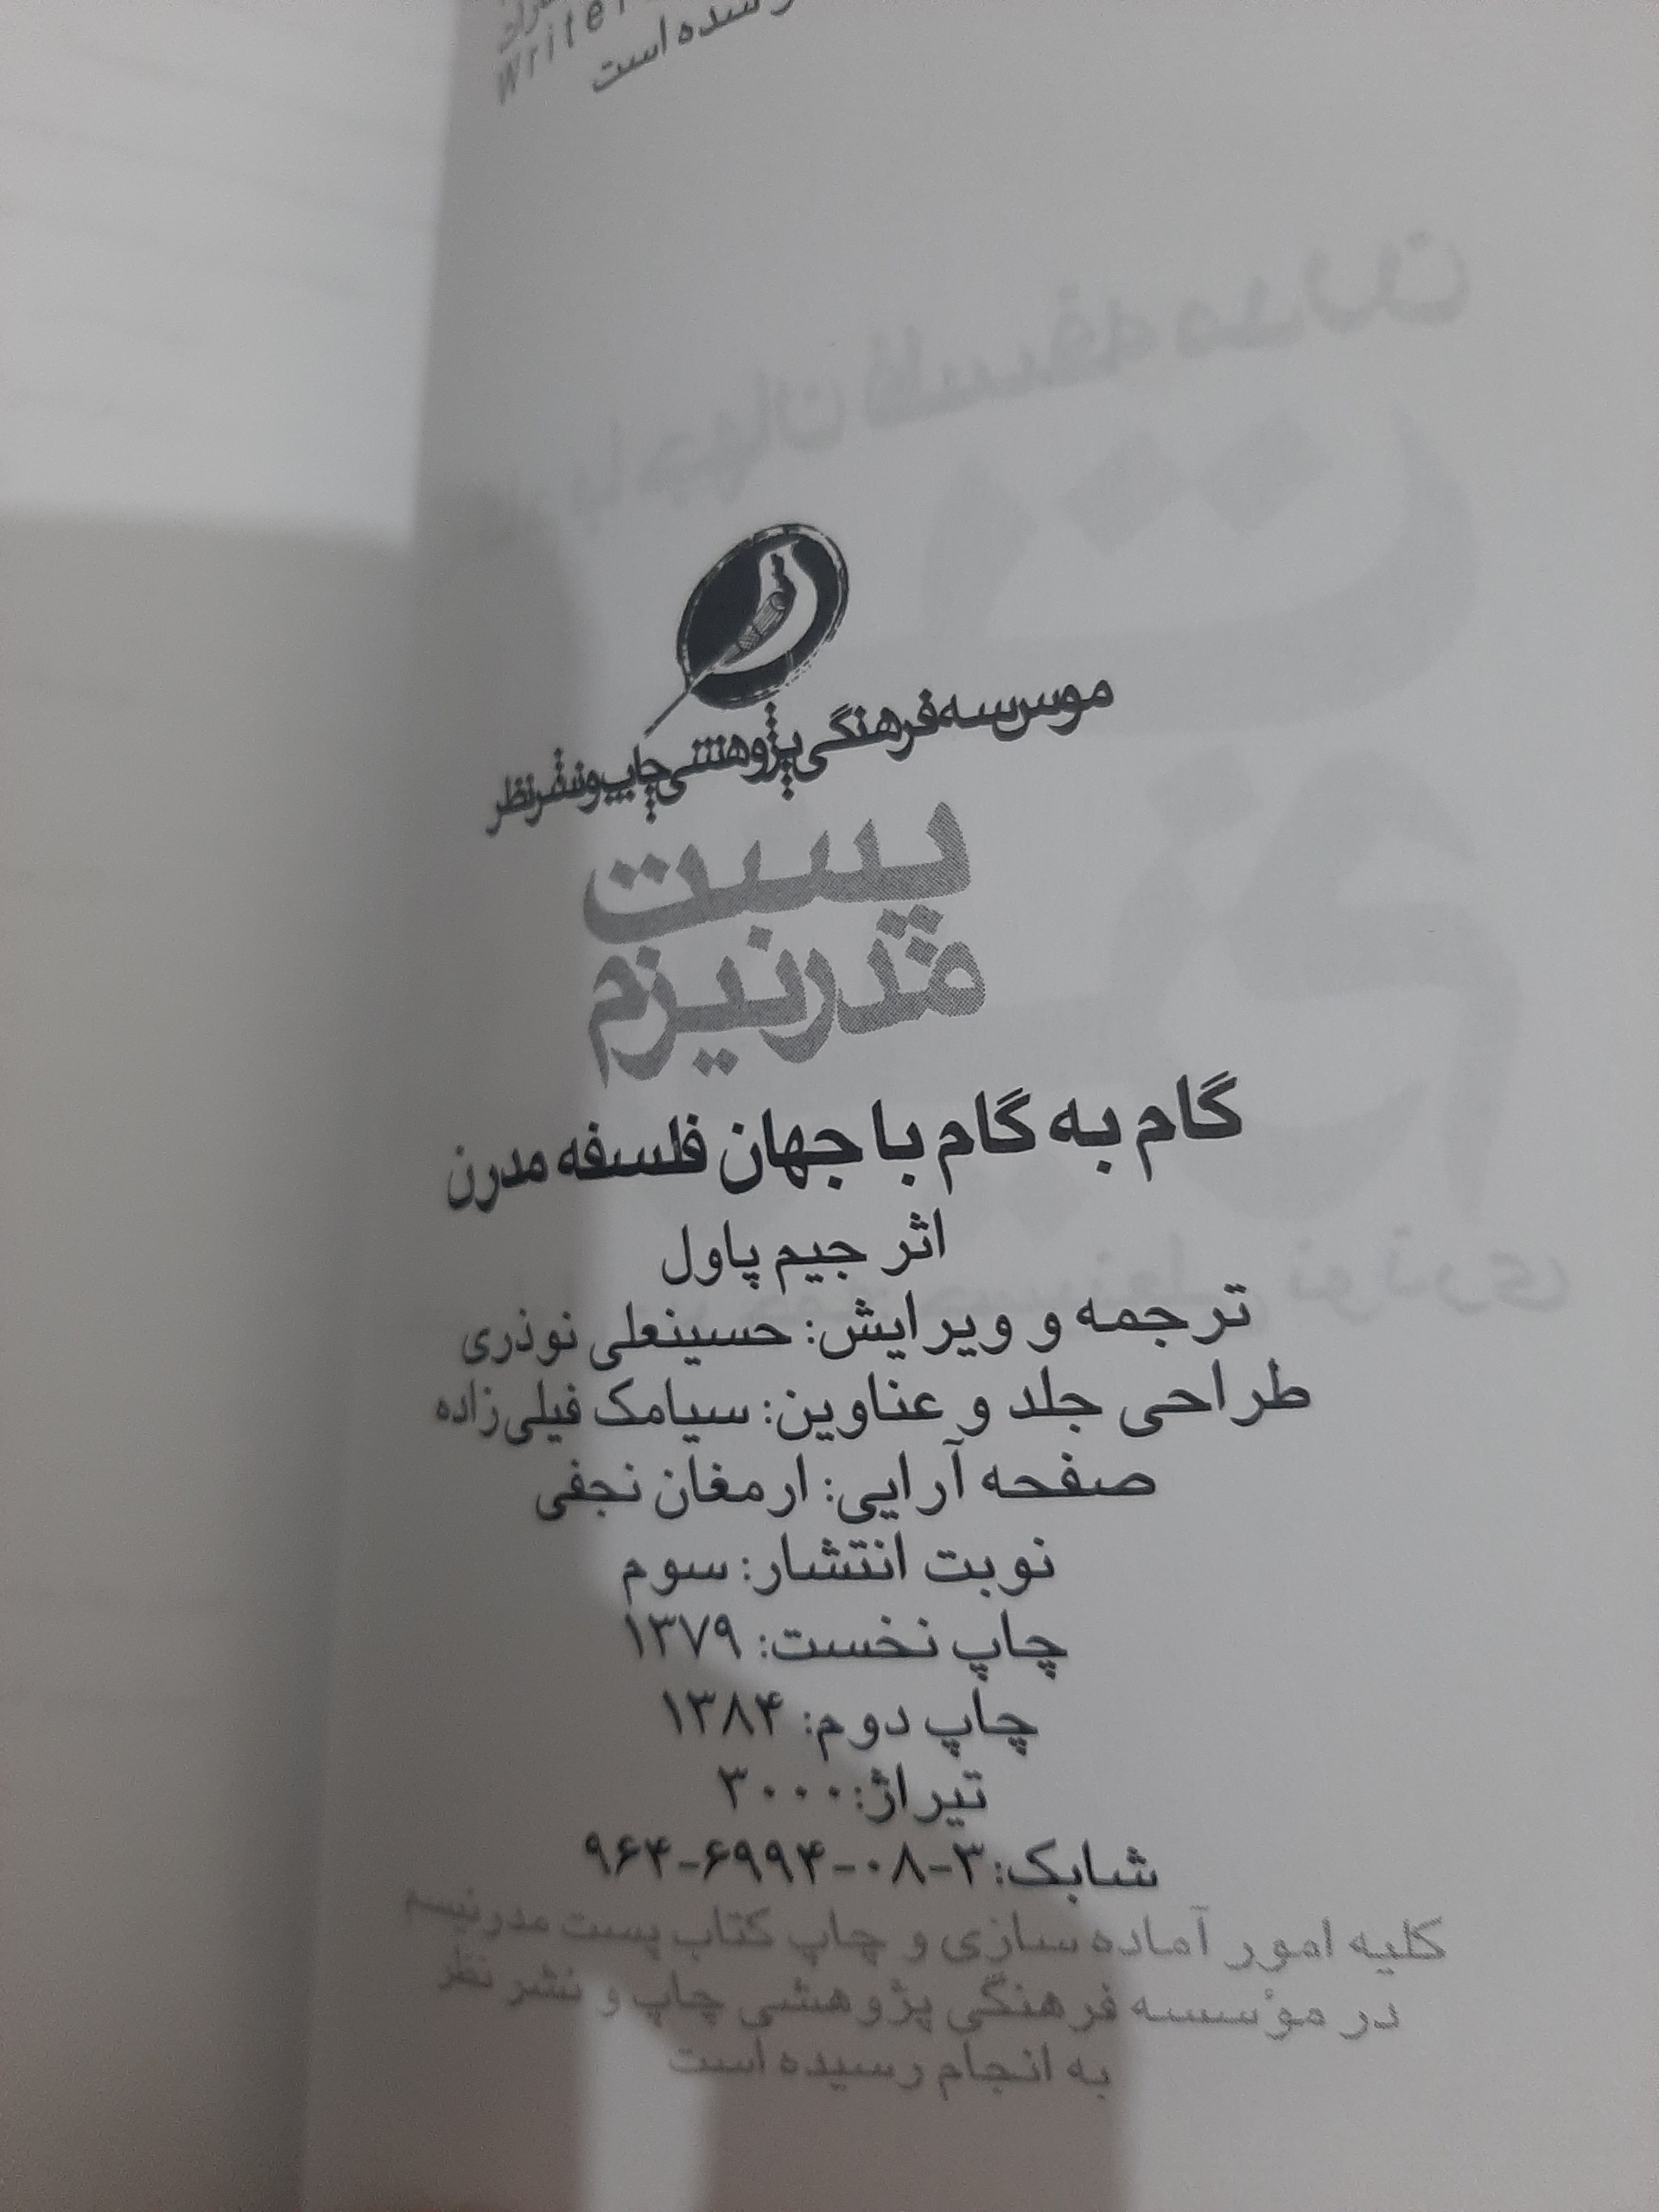 Write
رسیده است
موسسه فرهنگی پژوهشی چاپ و نشر نظر
پست
مدرنیزم
گام به گام با جهان فلسفه مدرن
اثر جیم پاول
ترجمه و ویرایش: حسینعلی نوذری
طراحی جلد و عناوین: سیامک فیلی‌زاده
صفحه آرایی: ارمغان نجفی
نوبت انتشار: سوم
چاپ نخست: ۱۳۷۹
چاپ دوم: ۱۳۸۴
تیراژ: ۳۰۰۰
شابک: ۳-۰۸-۶۹۹۴-۹۶۴
کلیه امور آماده سازی و چاپ کتاب پست مدرنیسم
در مؤسسه فرهنگی پژوهشی چاپ و نشر نظر
به انجام رسیده است